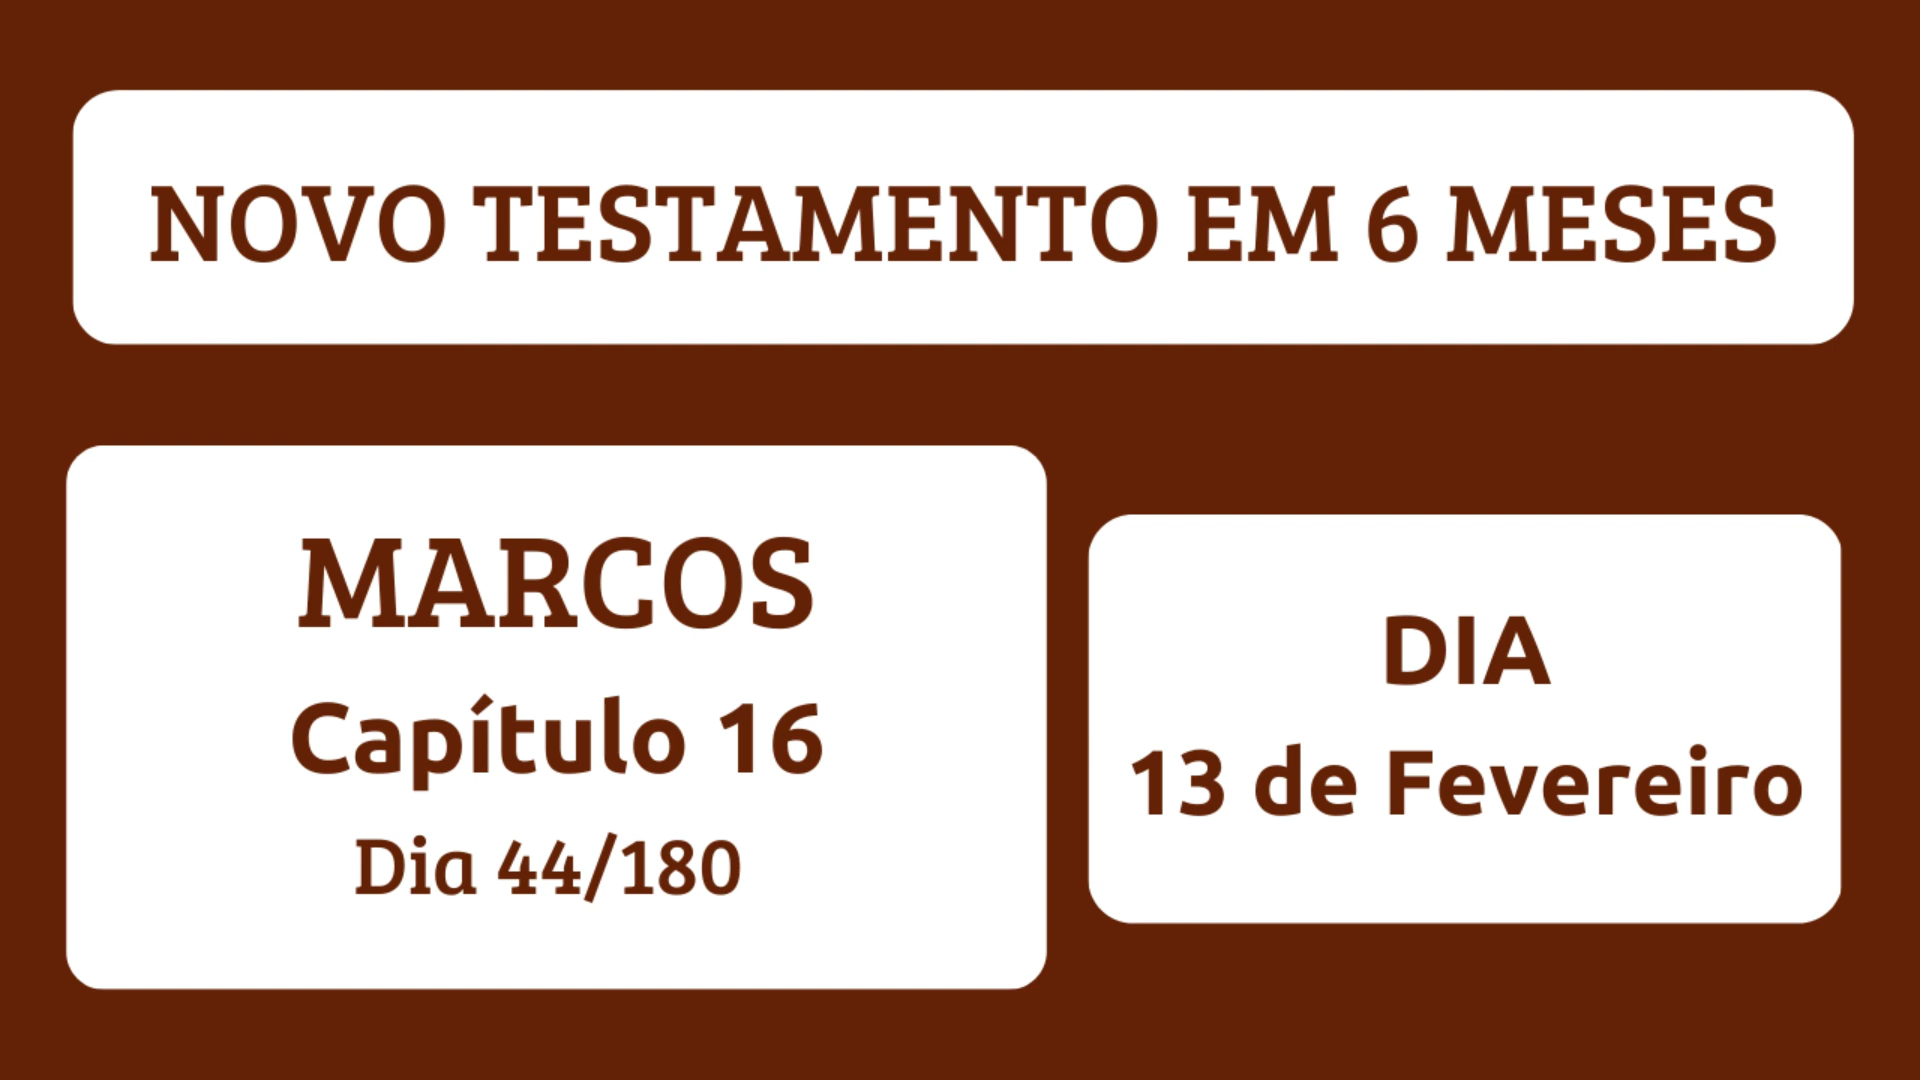 NOVO TESTAMENTO EM 6 MESES
MARCOS
Capítulo 16
Dia 44/180
DIA
13 de Fevereiro